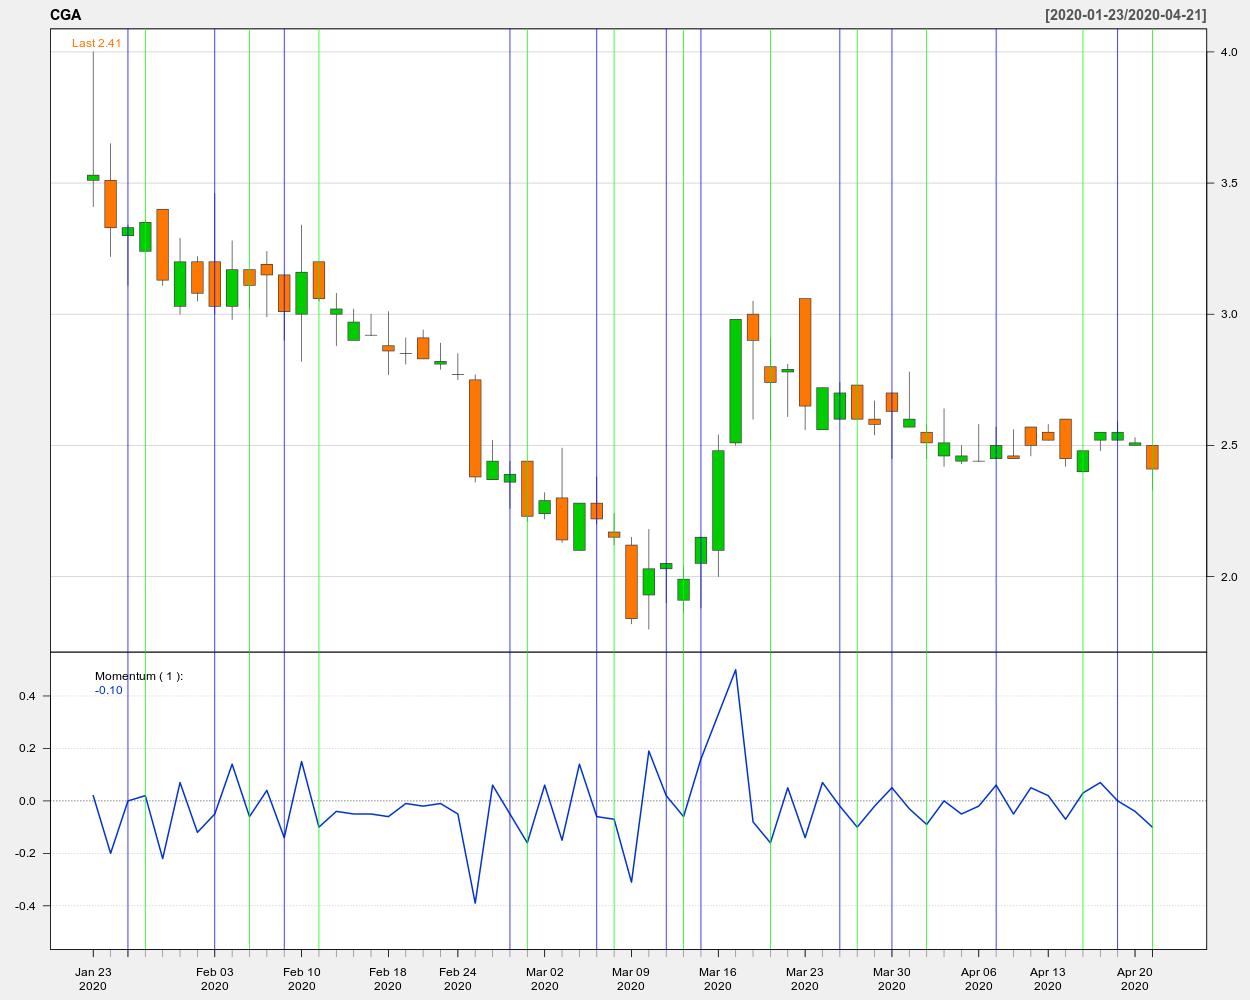 CGA
[2020-01-23/2020-04-21]
Last 2.41
4.0
3.5
3.0
2.5
2.0
Momentum ( 1 ):
-0.10
0.4
0.2
0.0
-0.2
-0.4
Jan 23 Feb 03 Feb 10 Feb 18 Feb 24 Mar 02 Mar 09 Mar 16 Mar 23 Mar 30 Apr 06 Apr 13 Apr 20
2020 2020 2020 2020 2020 2020 2020 2020 2020 2020 2020 2020 2020